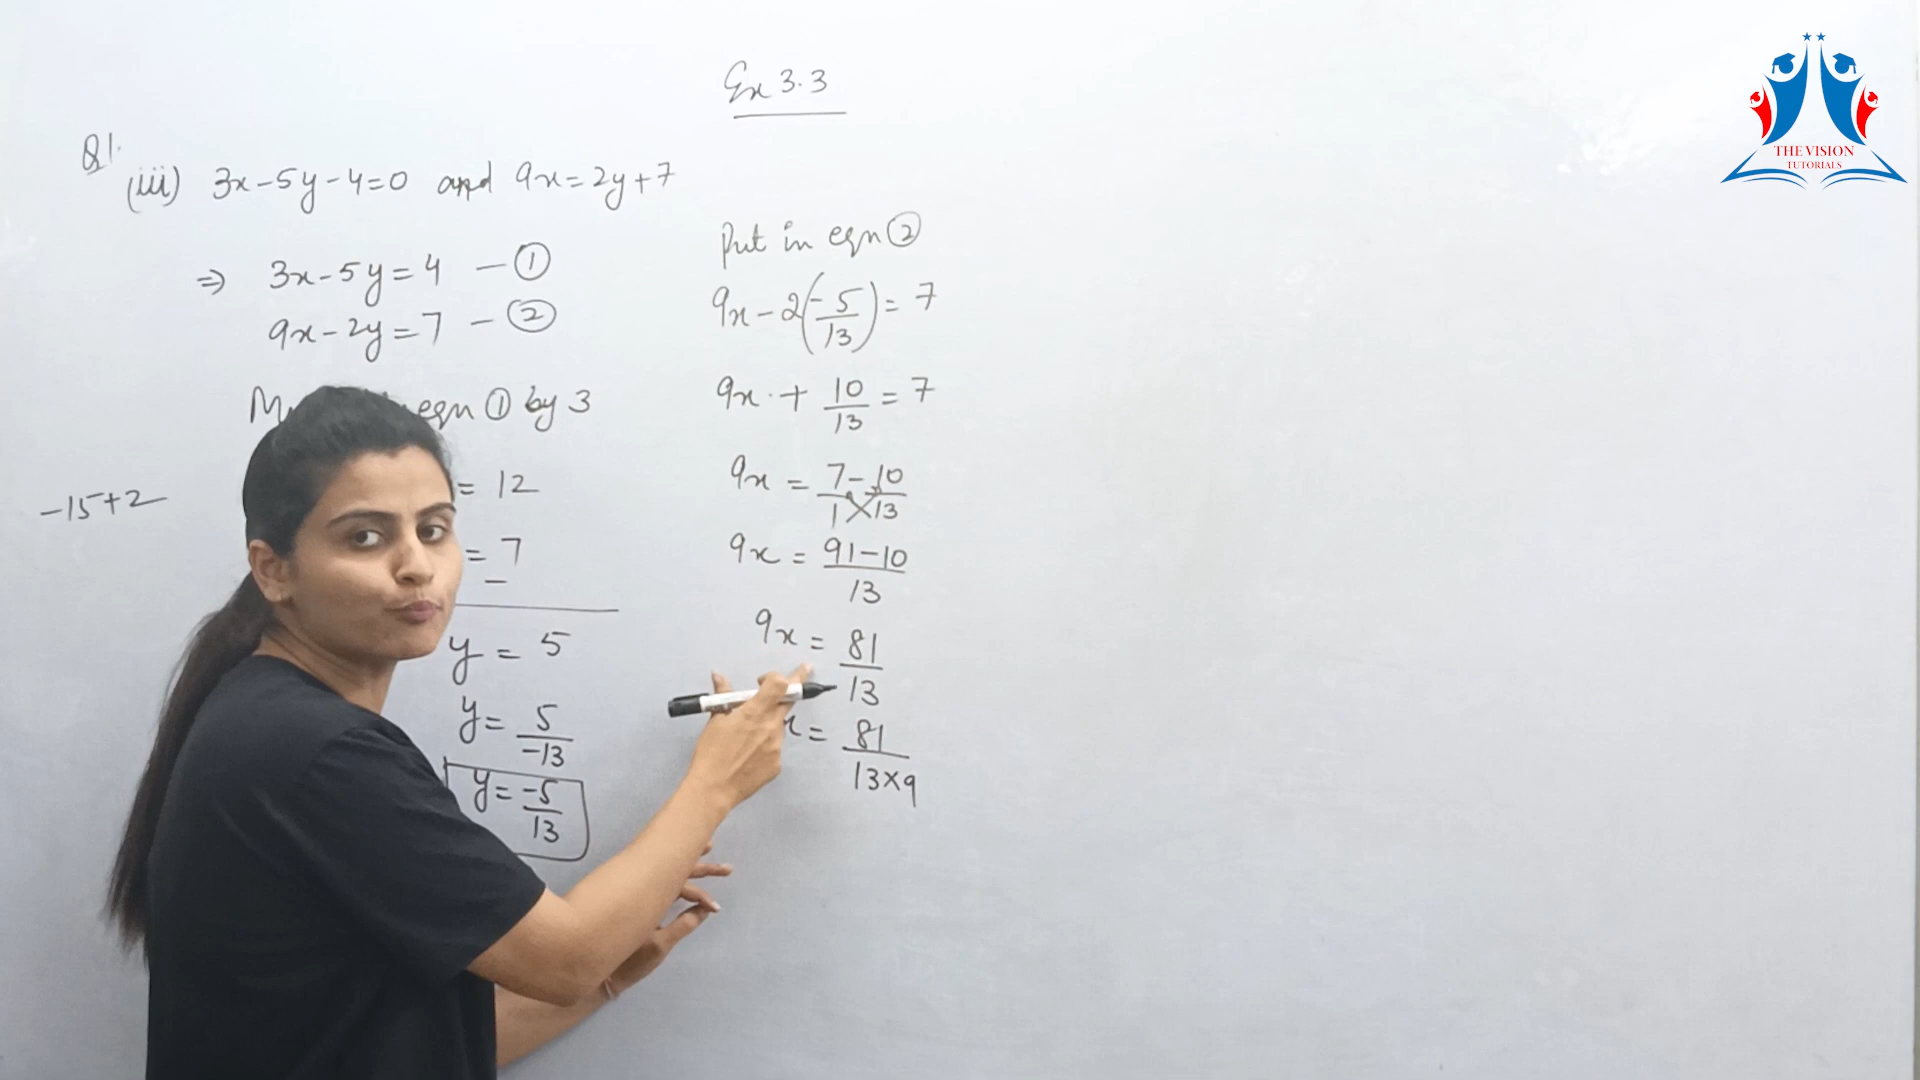 Ex 3.3
Q1.
(iii) 3x-5y-4=0 and 9x=2y+7
⇒ 3x-5y=4 —①
9x-2y=7 —②
eqn ① by 3
= 12
-15+2
= 7
—
y = 5
y = 5/-13
y = -5/13
Put in eqn ②
9x-2(-5/13) = 7
9x + 10/13 = 7
9x = 7/1 - 10/13
9x = 91-10/13
9x = 81/13
x = 81/13×9
THE VISION
TUTORIALS